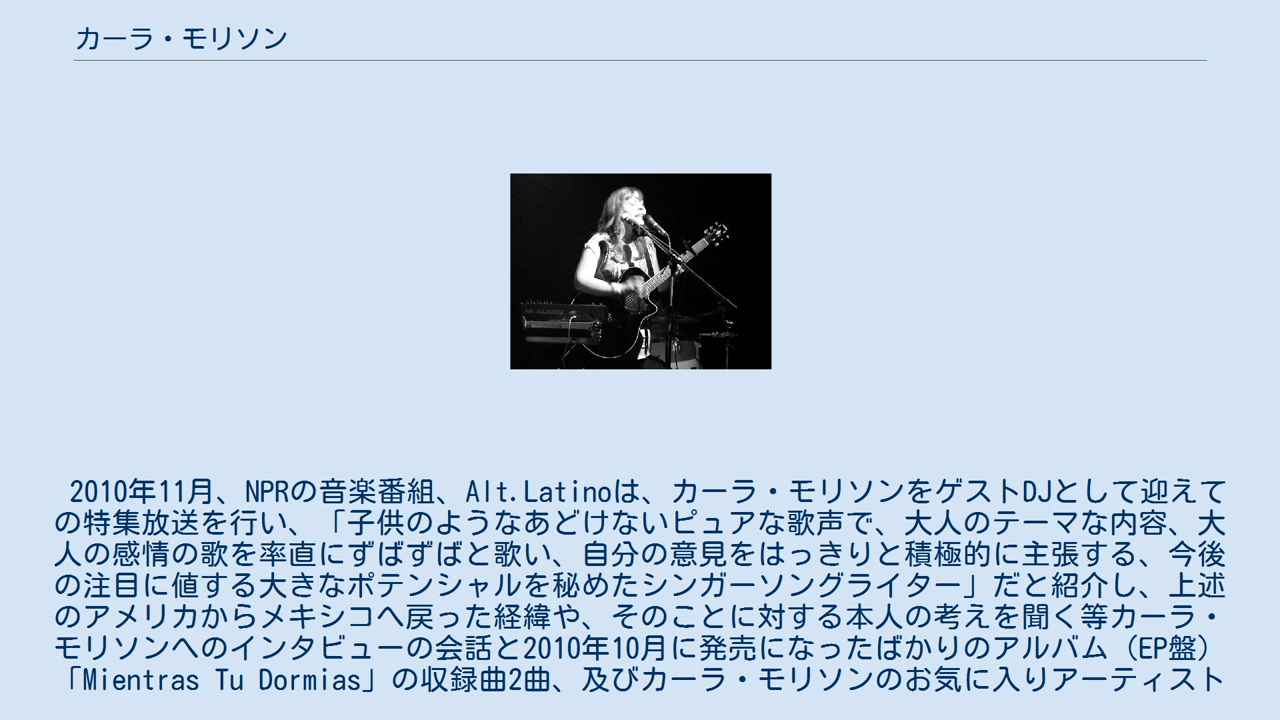 カーラ・モリソン
M-AUDIO
2010年11月、NPRの音楽番組、Alt.Latinoは、カーラ・モリソンをゲストDJとして迎えて
の特集放送を行い、「子供のようなあどけないピュアな歌声で、大人のテーマな内容、大
人の感情の歌を率直にずばずばと歌い、自分の意見をはっきりと積極的に主張する、今後
の注目に値する大きなポテンシャルを秘めたシンガーソングライター」だと紹介し、上述
のアメリカからメキシコへ戻った経緯や、そのことに対する本人の考えを聞く等カーラ・
モリソンへのインタビューの会話と2010年10月に発売になったばかりのアルバム（EP盤）
「Mientras Tu Dormias」の収録曲2曲、及びカーラ・モリソンのお気に入りアーティスト